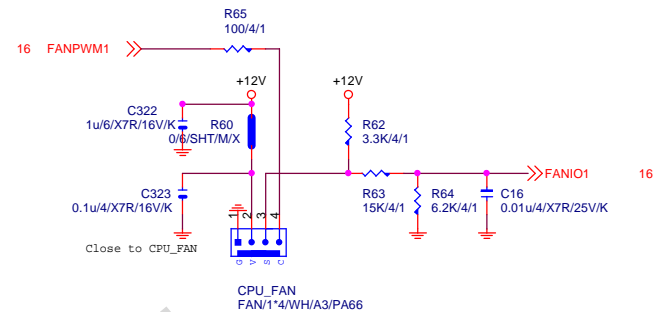 R65
100/4/1
16 FANPWM1
+12V
+12V
C322
1u/6/X7R/16V/K
R60
0/6/SHT/M/X
R62
3.3K/4/1
FANIO1 16
C323
0.1u/4/X7R/16V/K
R63
15K/4/1
R64
6.2K/4/1
C16
0.01u/4/X7R/25V/K
1 2 3 4
Close to CPU_FAN
G V S C
CPU_FAN
FAN/1*4/WH/A3/PA66